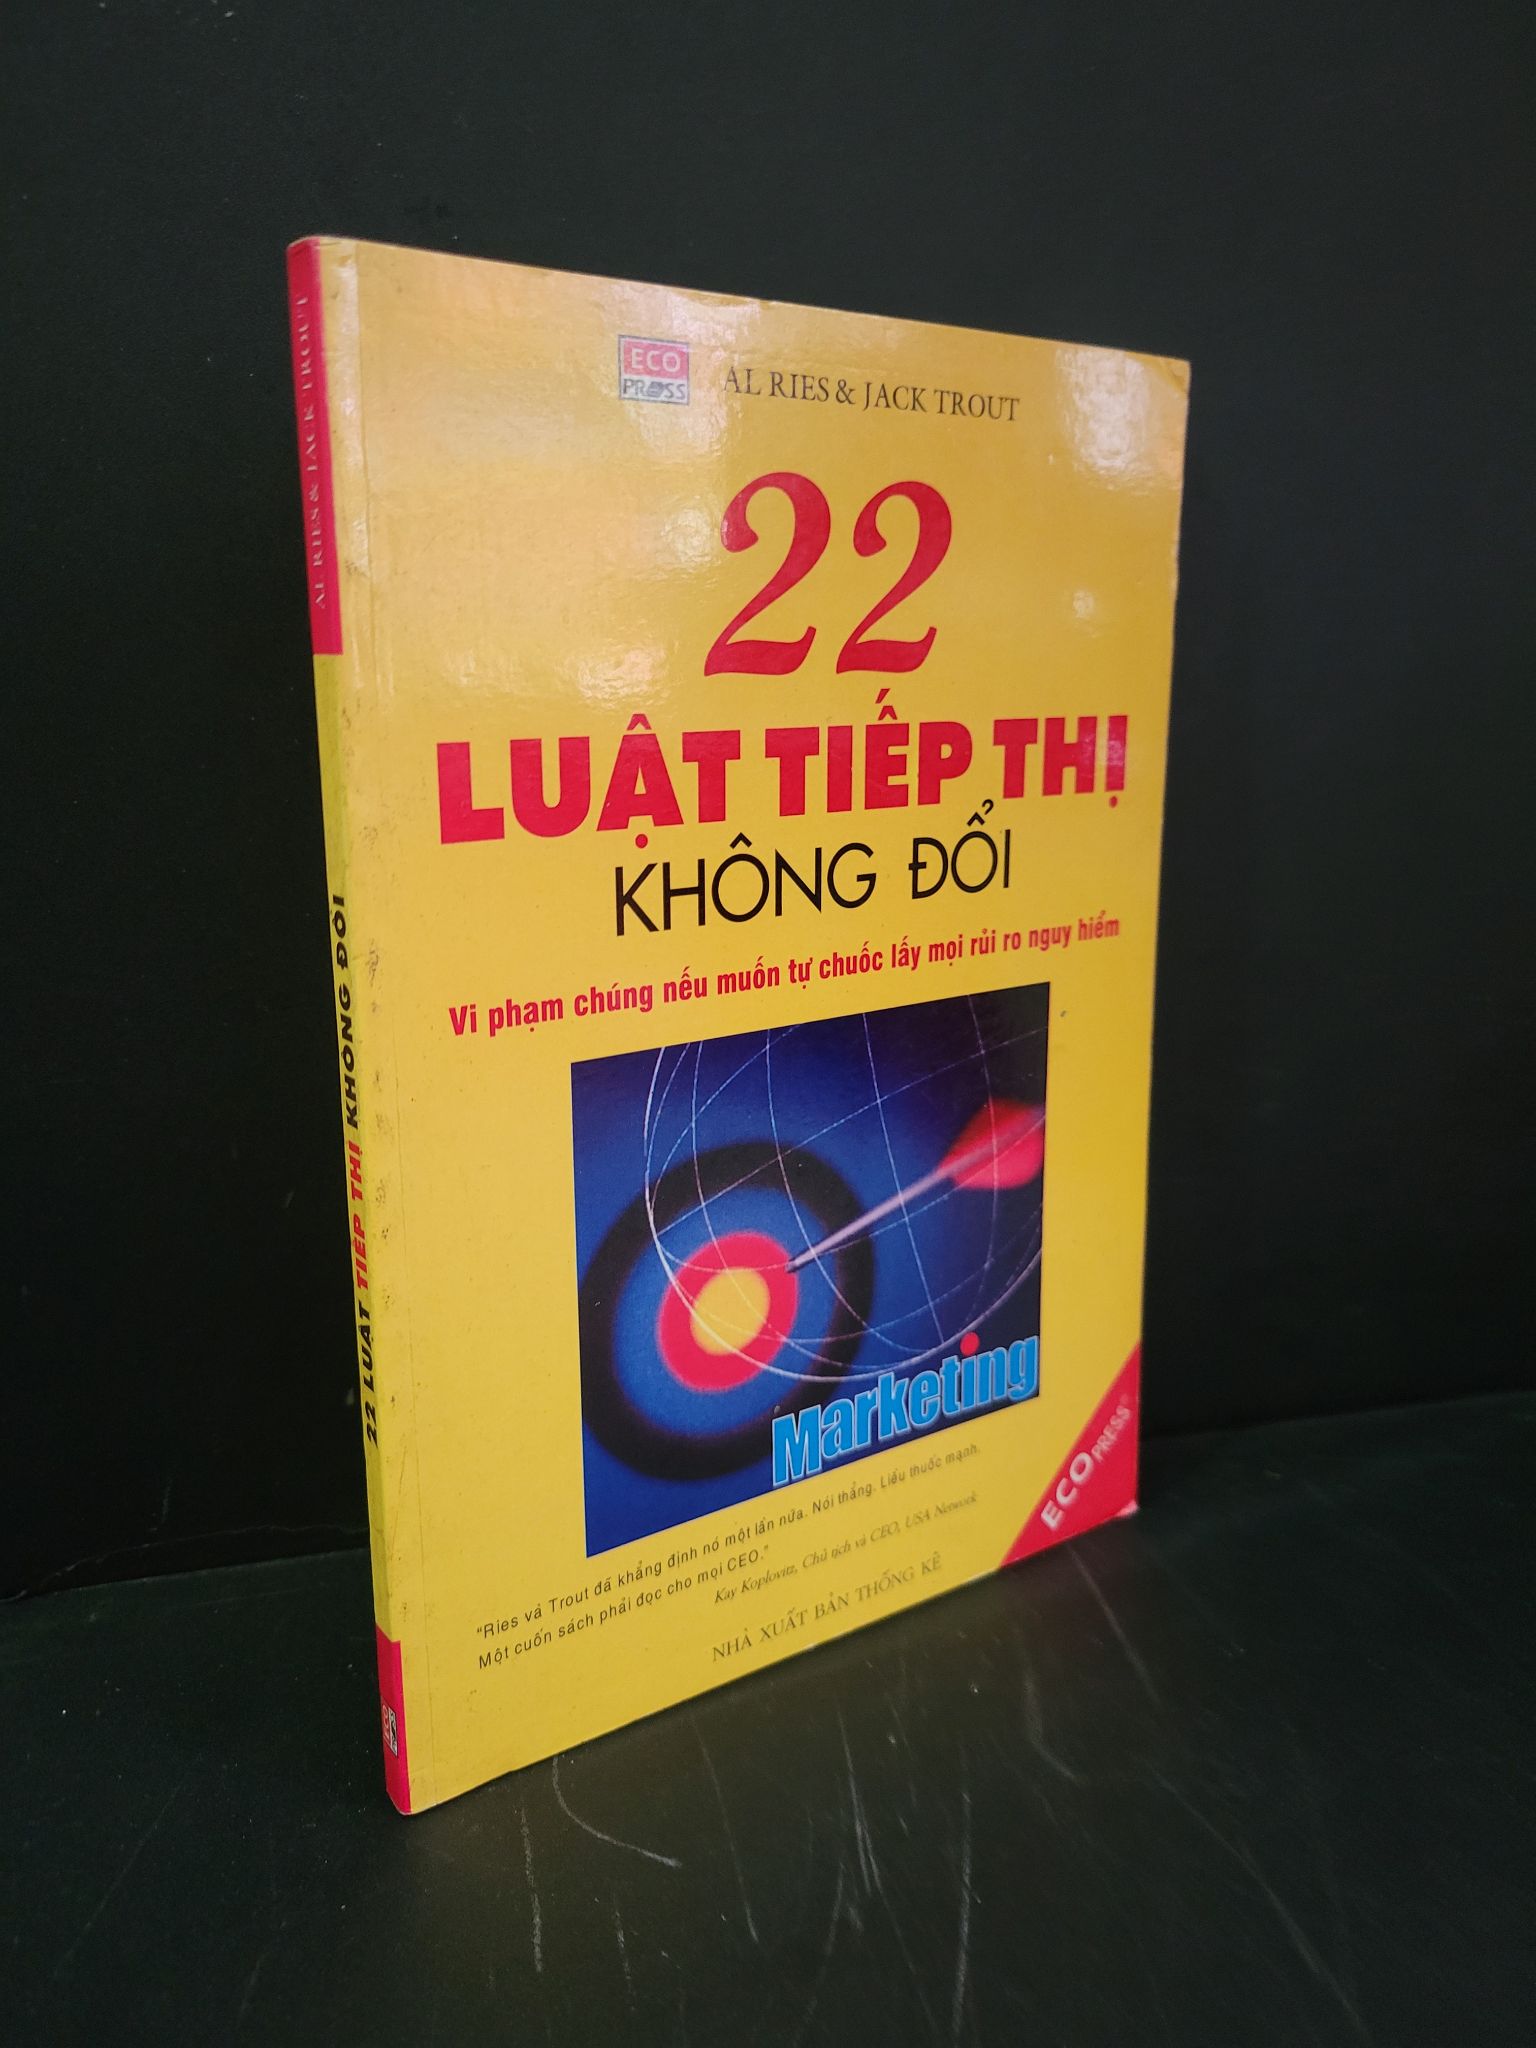 AL RIES & JACK TROUT
22 LUẬT TIẾP THỊ KHÔNG ĐỔI
ECO
PRESS
ECO
PRESS
AL RIES & JACK TROUT
22
LUẬT TIẾP THỊ
KHÔNG ĐỔI
Vi phạm chúng nếu muốn tự chuốc lấy mọi rủi ro nguy hiểm
Marketing
"Ries và Trout đã khẳng định nó một lần nữa. Nói thẳng. Liều thuốc mạnh.
Một cuốn sách phải đọc cho mọi CEO."
Kay Koplovitz, Chủ tịch và CEO, USA Network
NHÀ XUẤT BẢN THỐNG KÊ
ECO PRESS